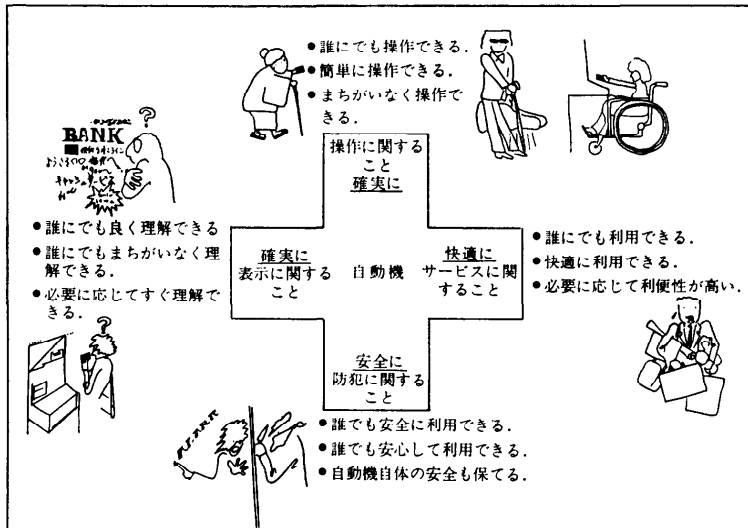 ● 誰にでも操作できる.
● 簡単に操作できる.
● まちがいなく操作で
きる.
操作に関する
こと
確実に
?
BANK
● 誰にでも良く理解できる
● 誰にでもまちがいなく理
解できる.
● 必要に応じてすぐ理解で
きる.
確実に
表示に関する
こと
自動機
快適に
サービスに関
すること
● 誰にでも利用できる.
● 快適に利用できる.
● 必要に応じて利便性が高い.
?
安全に
防犯に関する
こと
● 誰でも安全に利用できる.
● 誰でも安心して利用できる.
● 自動機自体の安全も保てる.